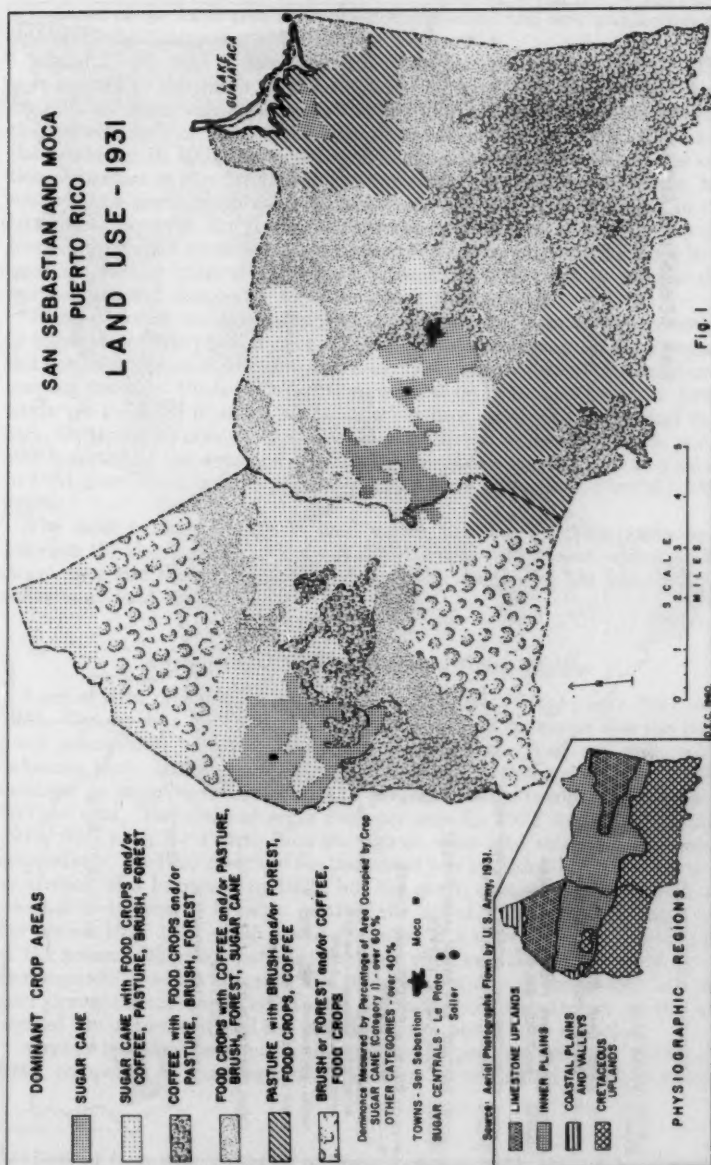 SAN SEBASTIAN AND MOCA
PUERTO RICO
LAND USE - 1931
LAKE
GUAJATACA
DOMINANT CROP AREAS
SUGAR CANE
SUGAR CANE with FOOD CROPS and/or
COFFEE, PASTURE, BRUSH, FOREST
COFFEE with FOOD CROPS and/or
PASTURE, BRUSH, FOREST
FOOD CROPS with COFFEE and/or PASTURE,
BRUSH, FOREST, SUGAR CANE
PASTURE with BRUSH and/or FOREST,
FOOD CROPS, COFFEE
BRUSH or FOREST and/or COFFEE,
FOOD CROPS
Dominance Measured by Percentage of Area Occupied by Crop
SUGAR CANE (Category 1) - over 60%
OTHER CATEGORIES - over 40%
TOWNS - San Sebastian Moca
SUGAR CENTRALS - La Plata
Soller
Source: Aerial Photographs Flown by U.S. Army, 1931.
LIMESTONE UPLANDS
INNER PLAINS
COASTAL PLAINS
AND VALLEYS
CRETACEOUS
UPLANDS
PHYSIOGRAPHIC REGIONS
N
0 1 2 3 4 5
SCALE
MILES
DEC. 1950
Fig. 1